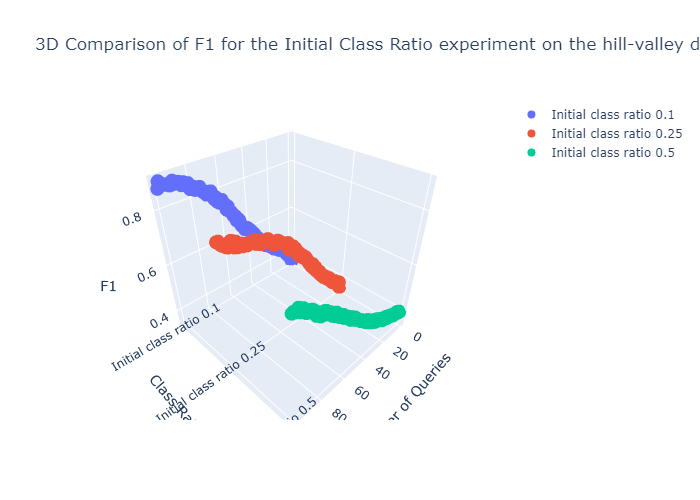 3D Comparison of F1 for the Initial Class Ratio experiment on the hill-valley
Initial class ratio 0.1
Initial class ratio 0.25
Initial class ratio 0.5
0.8
0.6
0.4
F1
Initial class ratio 0.1
Initial class ratio 0.25
0.5
0
20
40
60
80
of Queries